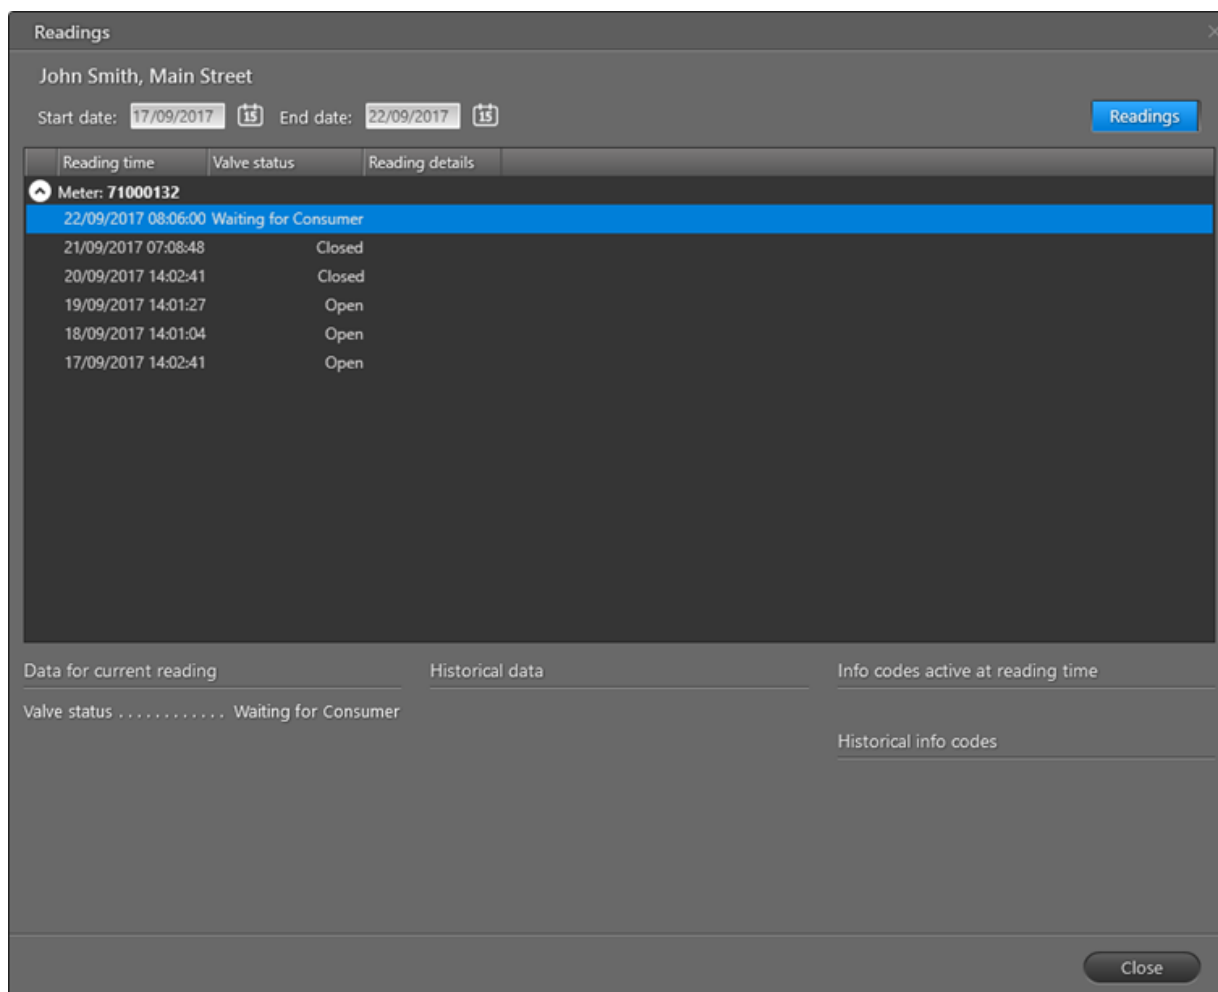 Readings
John Smith, Main Street
Start date: 17/09/2017 15 End date: 22/09/2017 15 Readings
Reading time Valve status Reading details
Meter: 71000132
22/09/2017 08:06:00 Waiting for Consumer
21/09/2017 07:08:48 Closed
20/09/2017 14:02:41 Closed
19/09/2017 14:01:27 Open
18/09/2017 14:01:04 Open
17/09/2017 14:02:41 Open
Data for current reading Historical data Info codes active at reading time
Valve status . . . . . . . . . . . . Waiting for Consumer
Historical info codes
Close